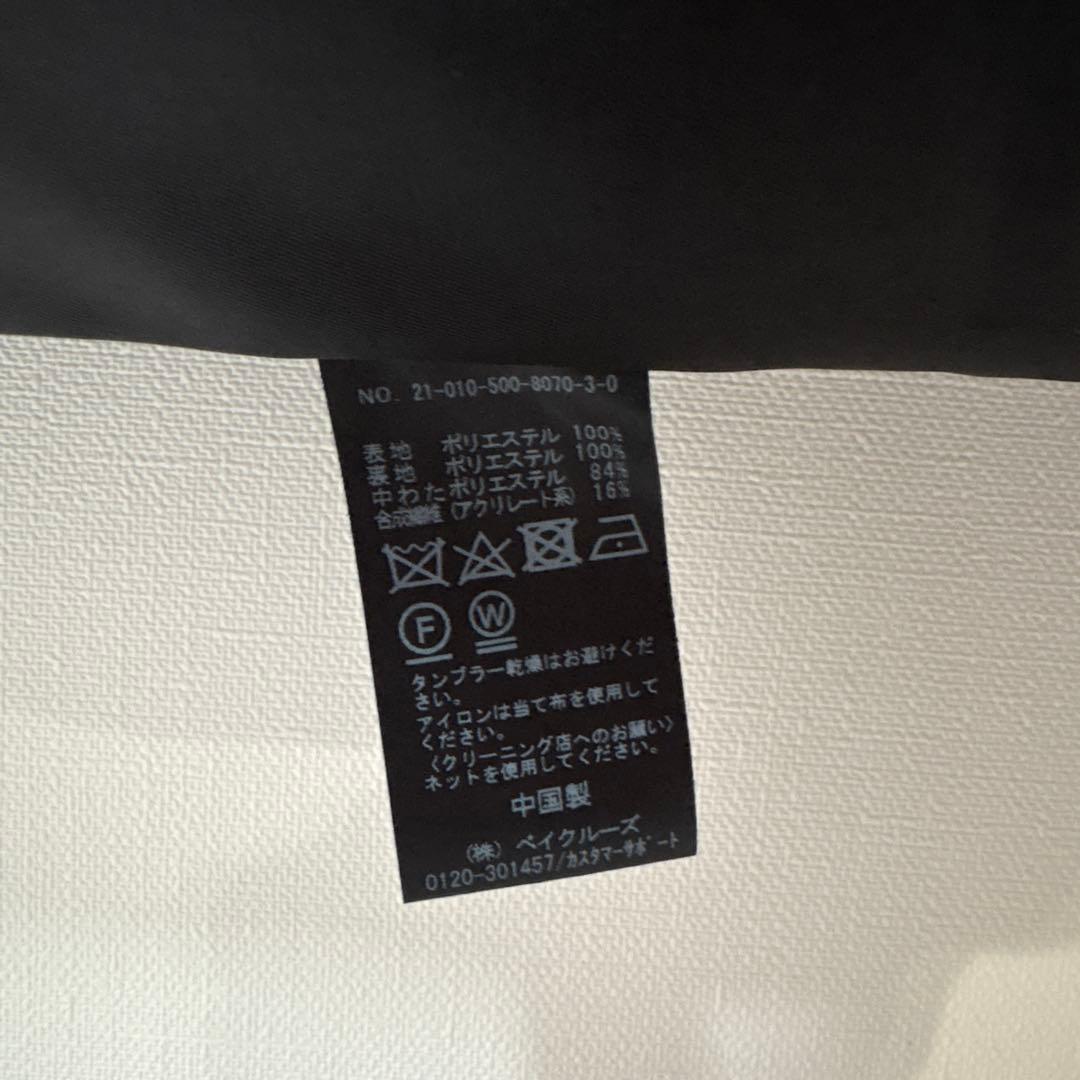 NO. 21-010-500-8070-3-0
表地 ポリエステル 100%
裏地 ポリエステル 100%
中わた ポリエステル 84%
合成繊維(アクリレート系) 16%
F W
タンブラー乾燥はお避けくだ
さい。
アイロンは当て布を使用して
ください。
〈クリーニング店へのお願い〉
ネットを使用してください。
中国製
(株) ベイクルーズ
0120-301457/カスタマーサポート